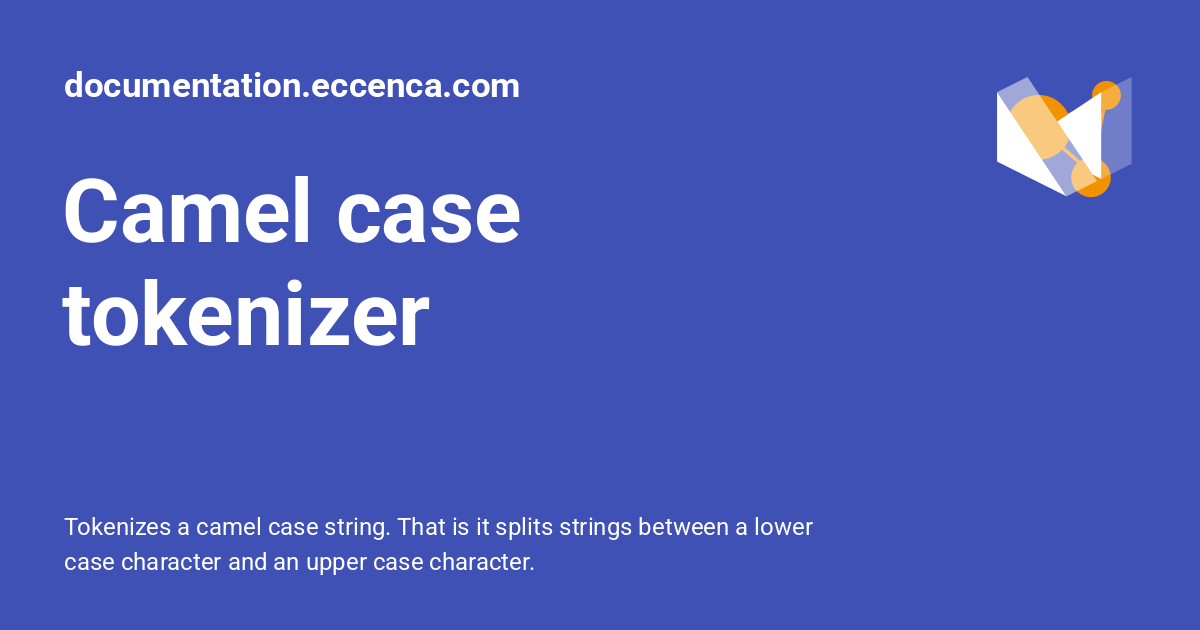 documentation.eccenca.com
Camel case
tokenizer
Tokenizes a camel case string. That is it splits strings between a lower
case character and an upper case character.